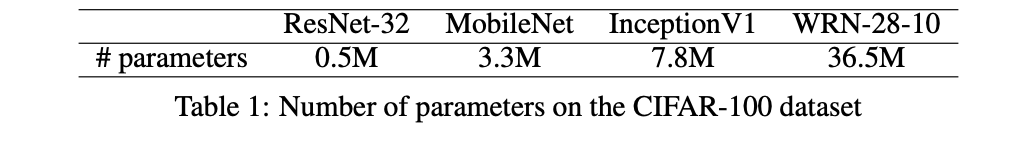 ResNet-32 MobileNet InceptionV1 WRN-28-10
# parameters 0.5M 3.3M 7.8M 36.5M
Table 1: Number of parameters on the CIFAR-100 dataset